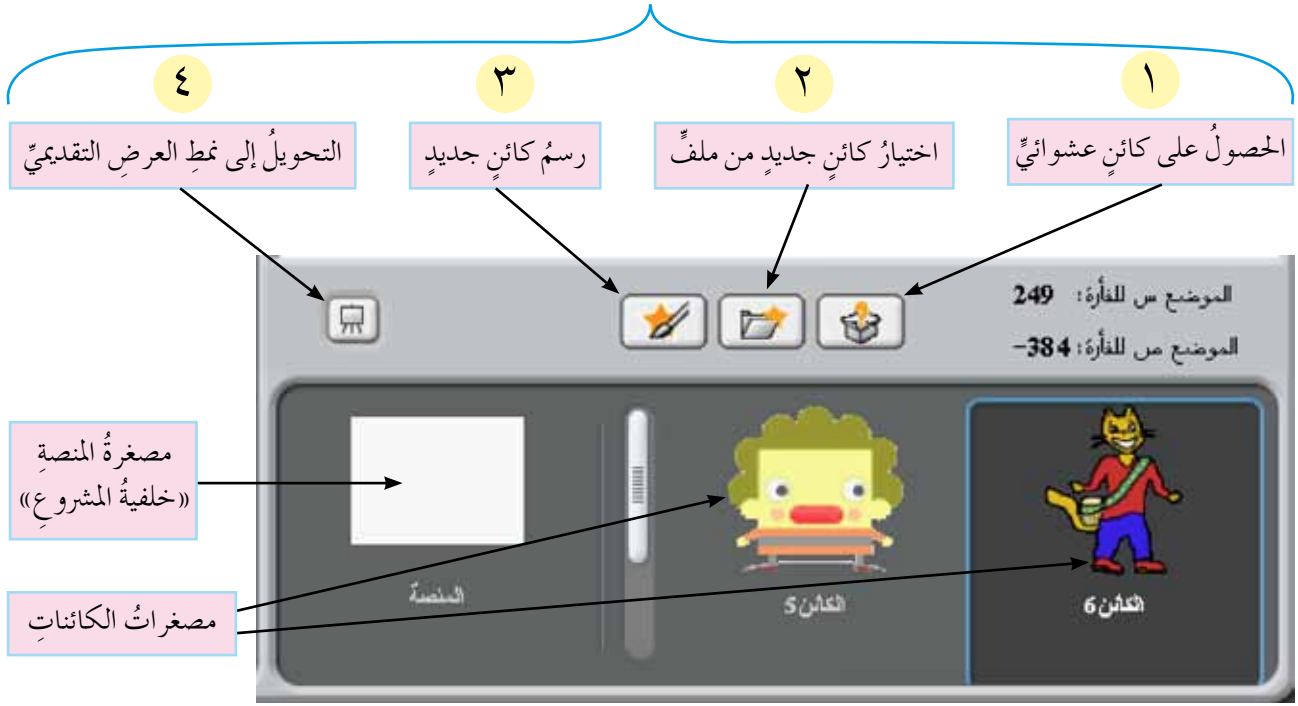 ١
٢
٣
٤
الحصولُ على كائنٍ عشوائيٍّ
اختيارُ كائنٍ جديدٍ من ملفٍّ
رسمُ كائنٍ جديدٍ
التحويلُ إلى نمطِ العرضِ التقديميِّ
الموضع س للفأرة: 249
الموضع ص للفأرة: 384-
مصغرةُ المنصةِ
«خلفيةُ المشروعِ»
مصغراتُ الكائناتِ
الكائن6
الكائن5
المنصة